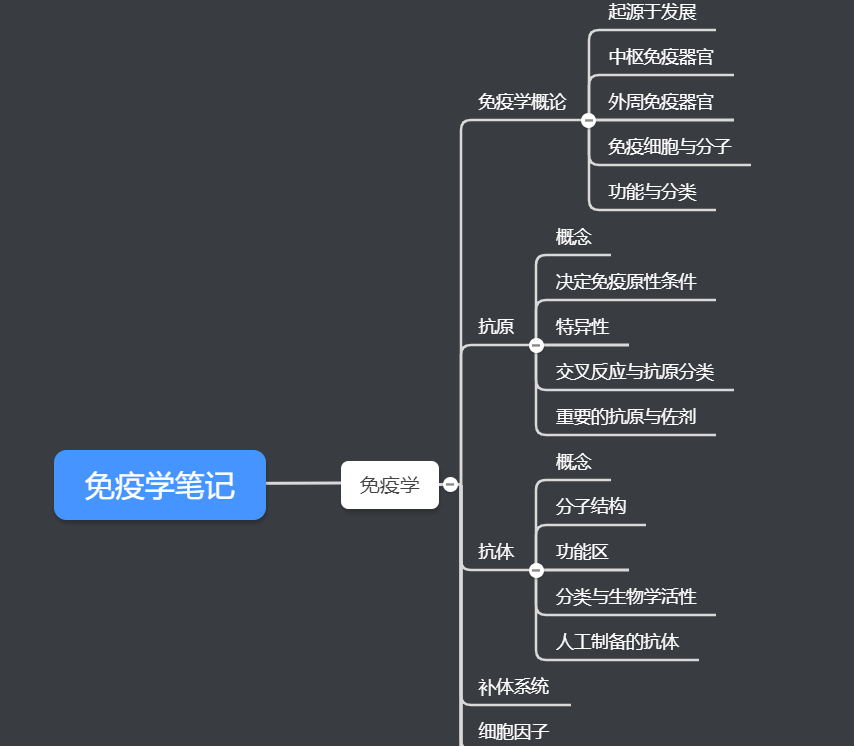 免疫学笔记
免疫学
免疫学概论
起源于发展
中枢免疫器官
外周免疫器官
免疫细胞与分子
功能与分类
抗原
概念
决定免疫原性条件
特异性
交叉反应与抗原分类
重要的抗原与佐剂
抗体
概念
分子结构
功能区
分类与生物学活性
人工制备的抗体
补体系统
细胞因子